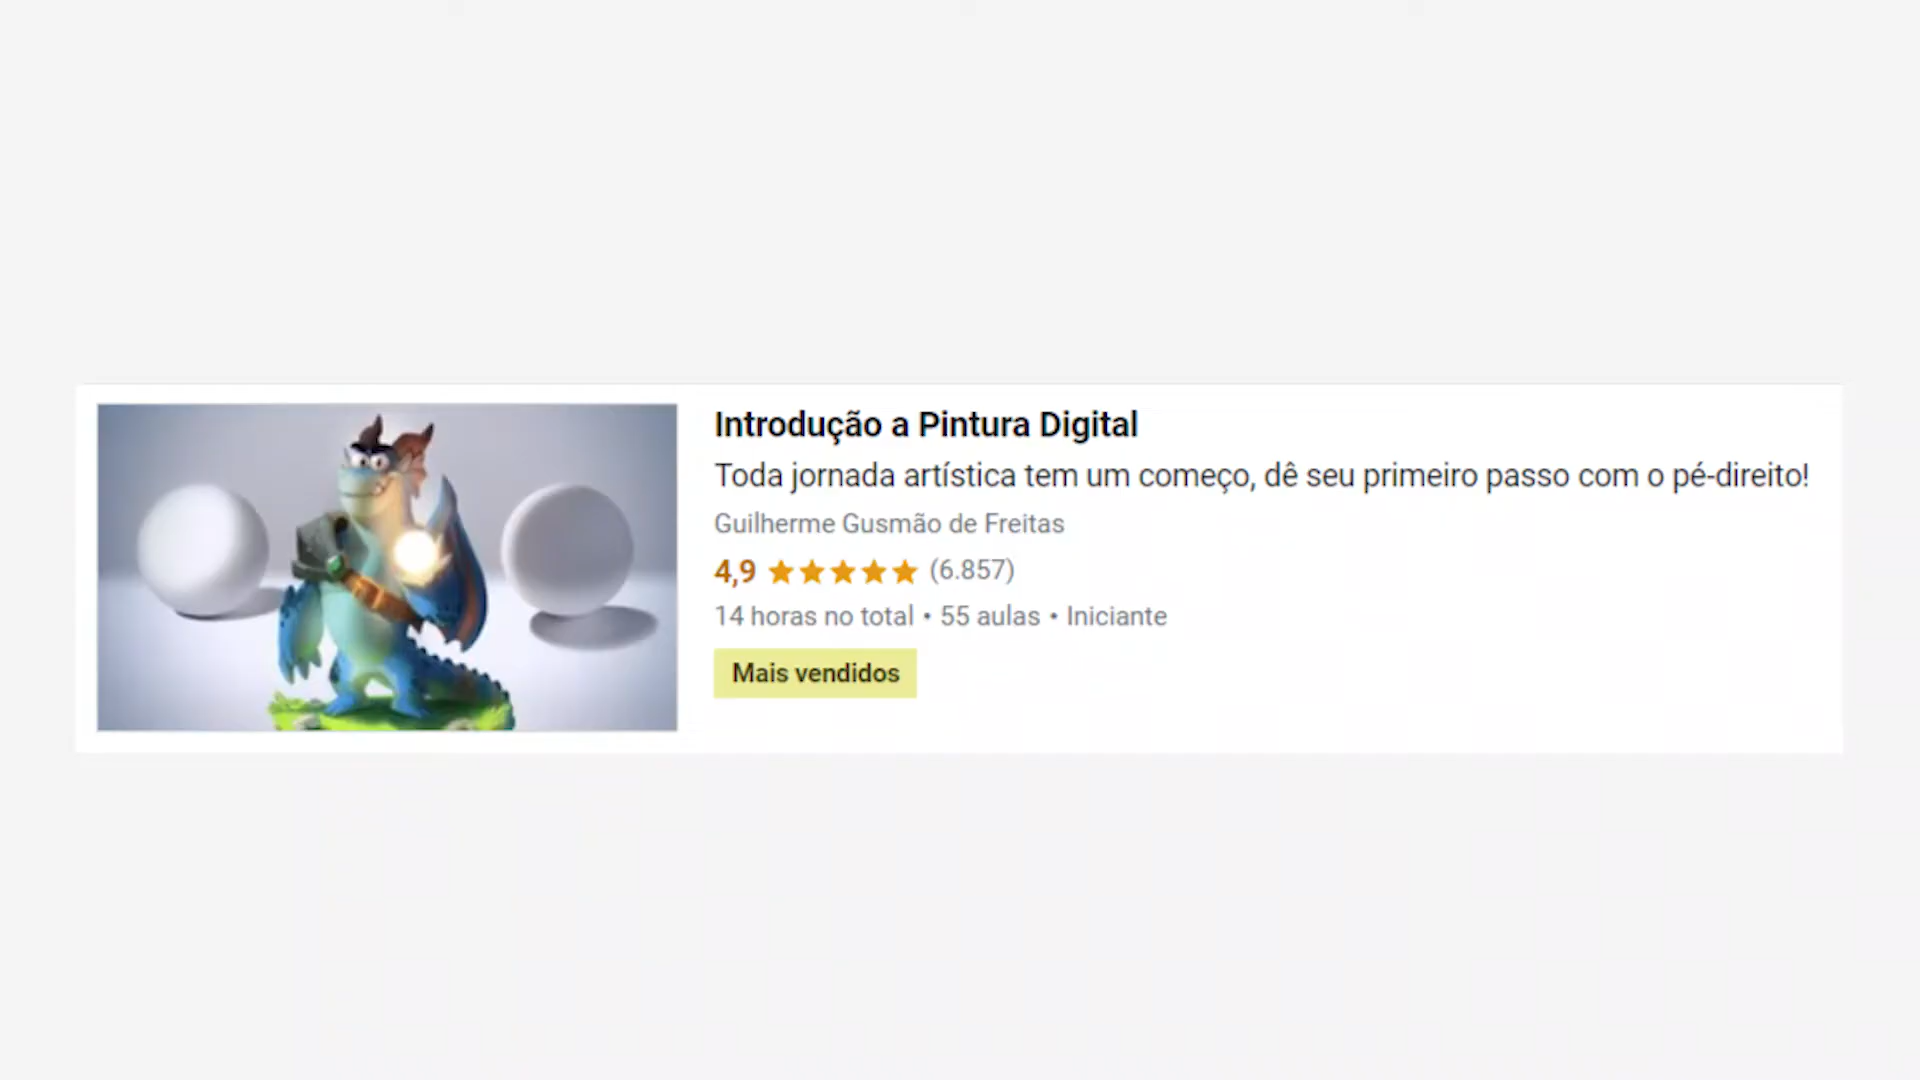 Introdução a Pintura Digital
Toda jornada artística tem um começo, dê seu primeiro passo com o pé-direito!
Guilherme Gusmão de Freitas
4,9 ★★★★★ (6.857)
14 horas no total • 55 aulas • Iniciante
Mais vendidos